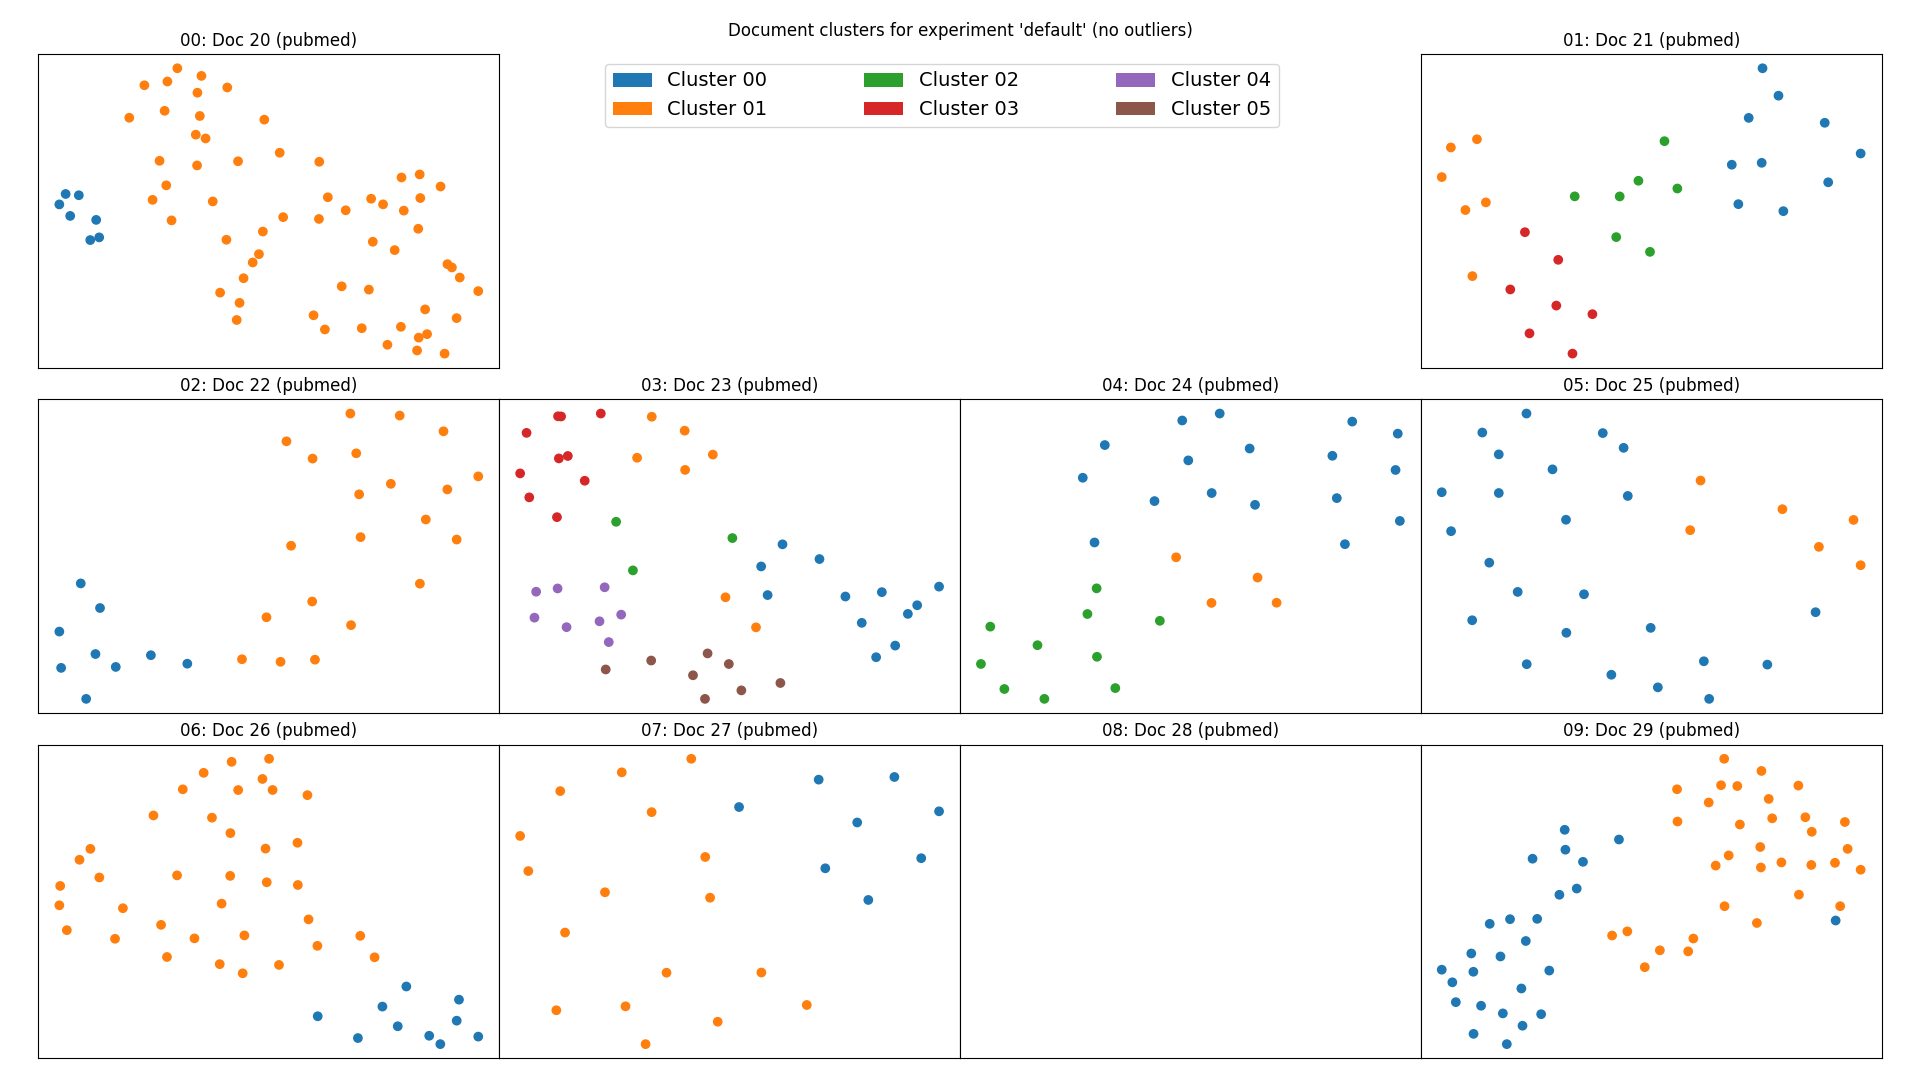 Document clusters for experiment 'default' (no outliers)
00: Doc 20 (pubmed)
01: Doc 21 (pubmed)
Cluster 00
Cluster 02
Cluster 04
Cluster 01
Cluster 03
Cluster 05
02: Doc 22 (pubmed)
03: Doc 23 (pubmed)
04: Doc 24 (pubmed)
05: Doc 25 (pubmed)
06: Doc 26 (pubmed)
07: Doc 27 (pubmed)
08: Doc 28 (pubmed)
09: Doc 29 (pubmed)